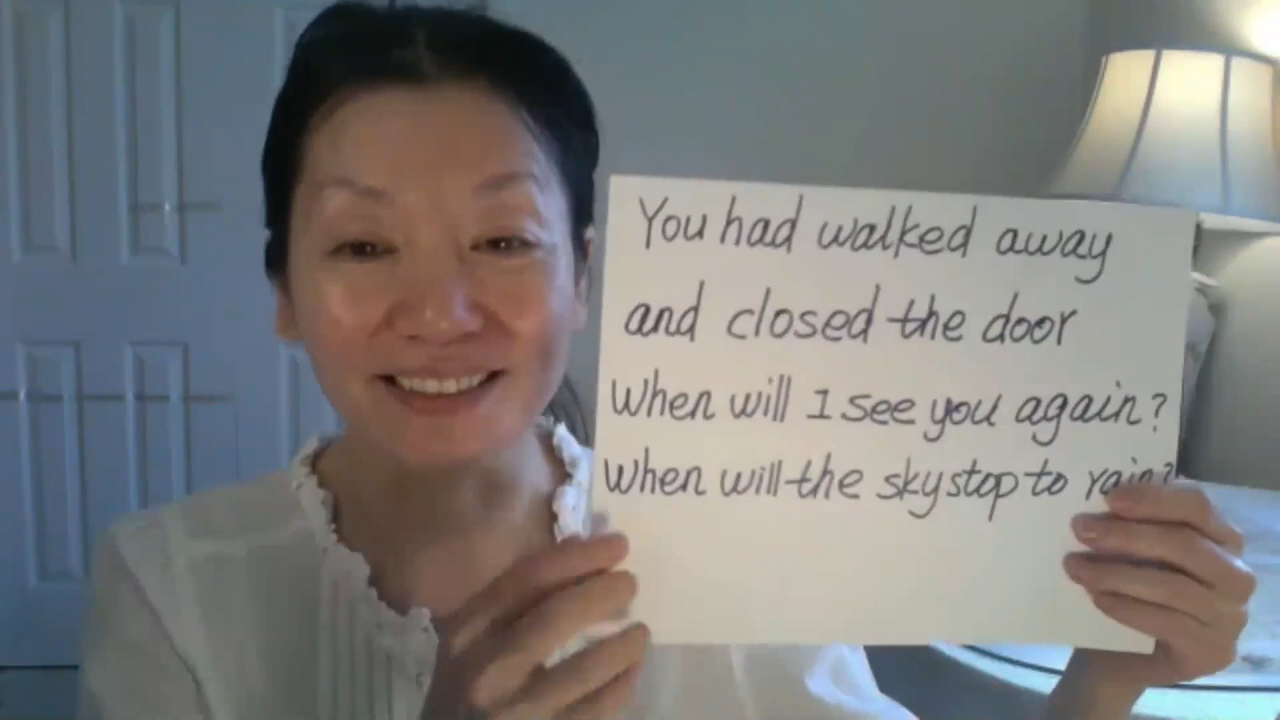 You had walked away
and closed the door
When will I see you again?
When will the sky stop to rain?